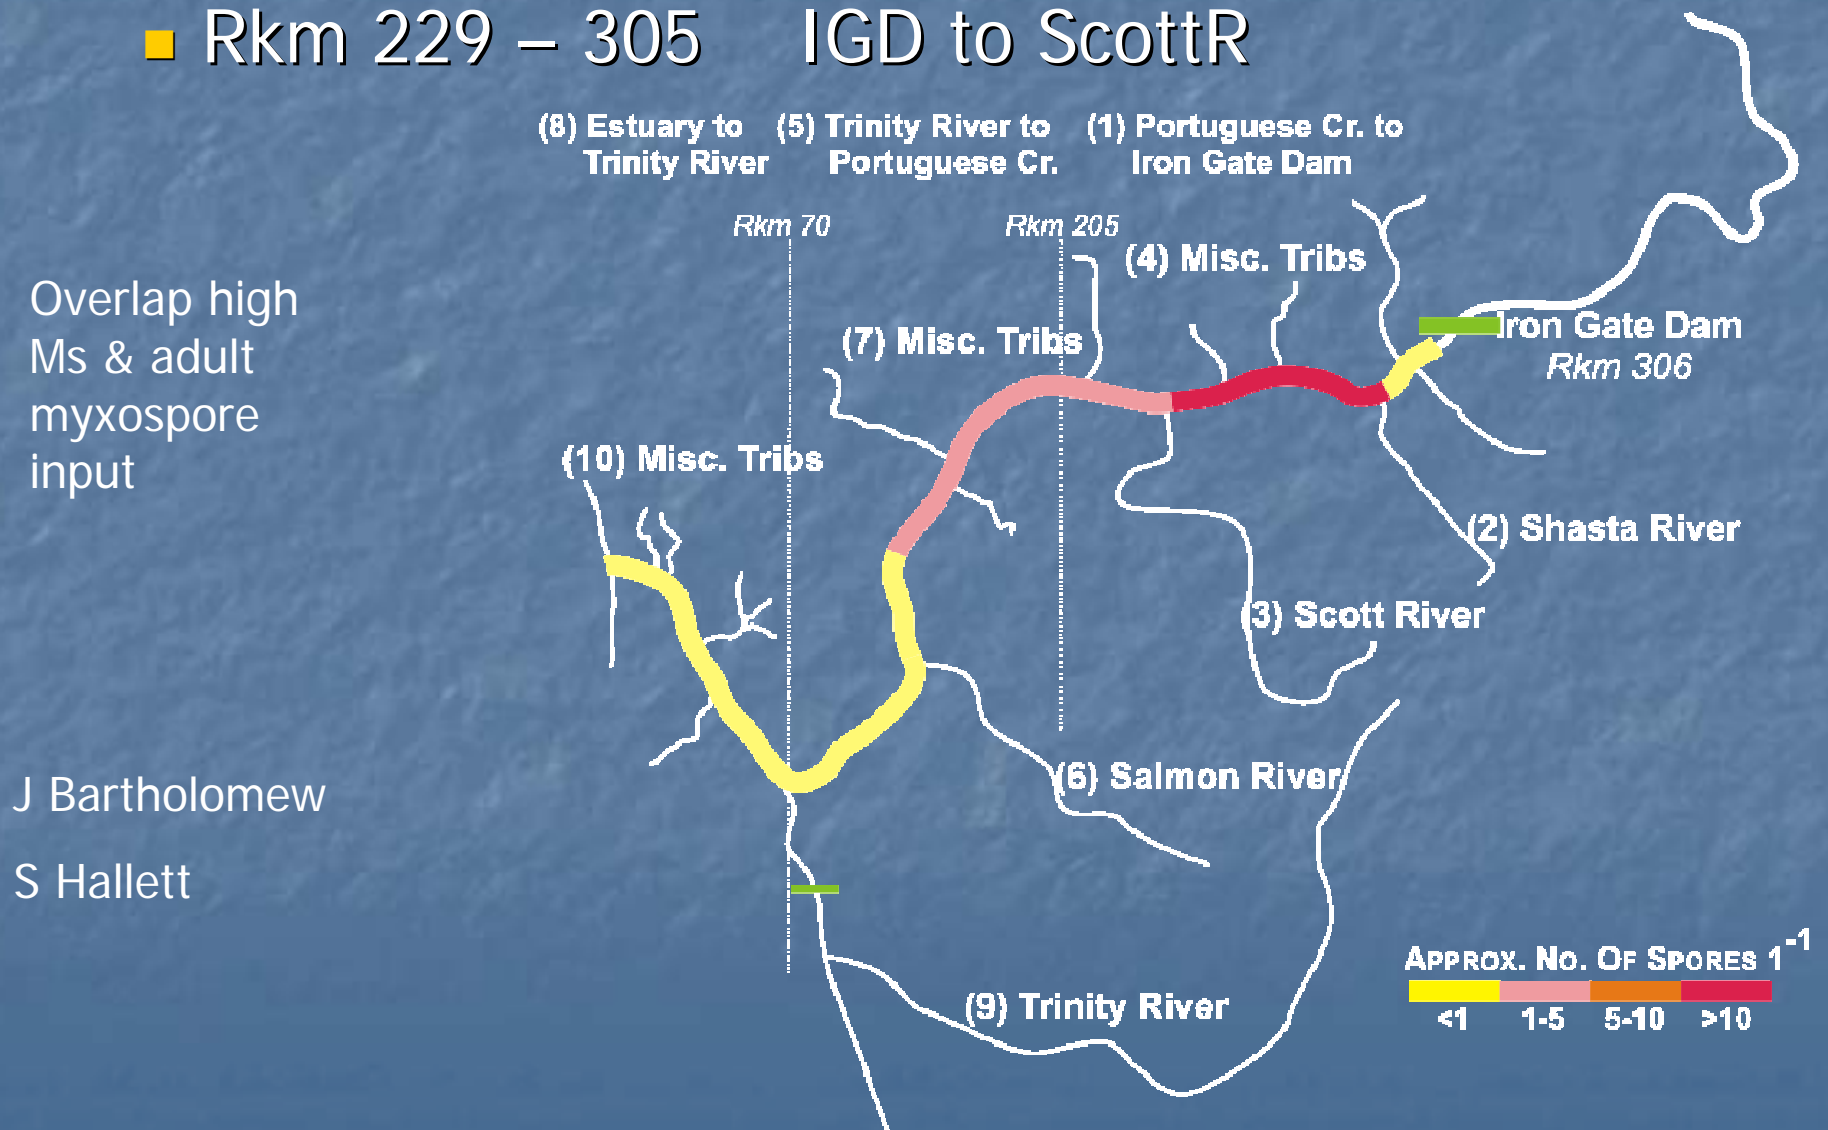 Rkm 229 – 305 IGD to ScottR
(8) Estuary to
Trinity River
(5) Trinity River to
Portuguese Cr.
(1) Portuguese Cr. to
Iron Gate Dam
Rkm 70
Rkm 205
(4) Misc. Tribs
Overlap high
Ms & adult
myxospore
input
(7) Misc. Tribs
Iron Gate Dam
Rkm 306
(10) Misc. Tribs
(2) Shasta River
(3) Scott River
(6) Salmon River
J Bartholomew
S Hallett
(9) Trinity River
APPROX. NO. OF SPORES 1-1
<1 1-5 5-10 >10